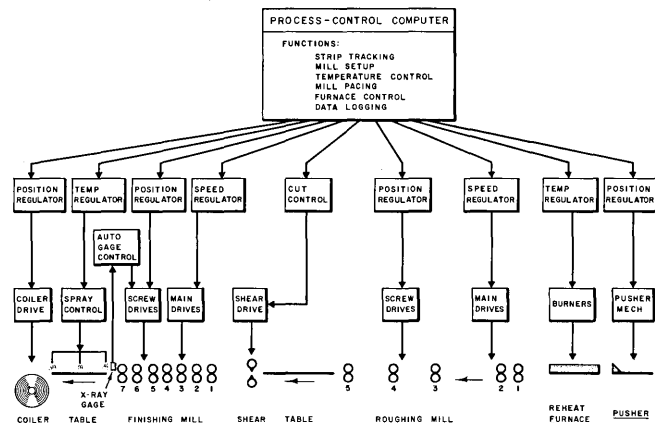 PROCESS-CONTROL COMPUTER
FUNCTIONS:
STRIP TRACKING
MILL SETUP
TEMPERATURE CONTROL
MILL PACING
FURNACE CONTROL
DATA LOGGING
POSITION REGULATOR
TEMP REGULATOR
POSITION REGULATOR
SPEED REGULATOR
CUT CONTROL
POSITION REGULATOR
SPEED REGULATOR
TEMP REGULATOR
POSITION REGULATOR
AUTO GAGE CONTROL
COILER DRIVE
SPRAY CONTROL
SCREW DRIVES
MAIN DRIVES
SHEAR DRIVE
SCREW DRIVES
MAIN DRIVES
BURNERS
PUSHER MECH
X-RAY GAGE
7 6 5 4 3 2 1
5 4 3 2 1
COILER
TABLE
FINISHING MILL
SHEAR
TABLE
ROUGHING MILL
REHEAT FURNACE
PUSHER